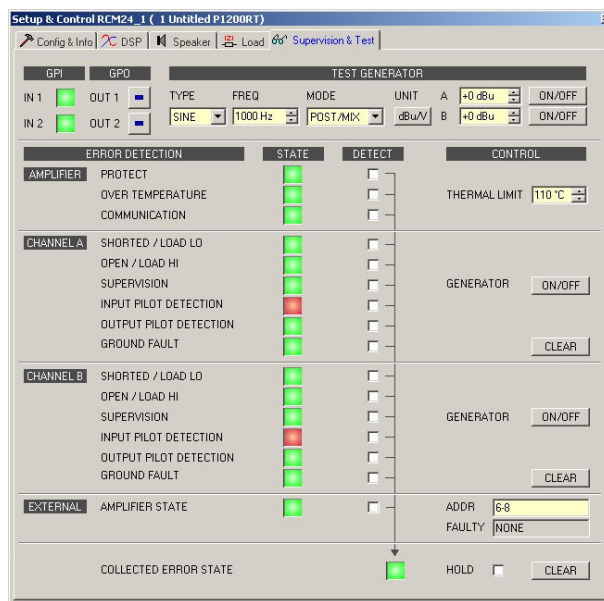 Setup & Control RCM24_1 ( 1 Untitled P1200RT)
Config & Info DSP Speaker Load Supervision & Test
GPI GPO TEST GENERATOR
IN 1 OUT 1 TYPE FREQ MODE UNIT A +0 dBu ON/OFF
IN 2 OUT 2 SINE 1000 Hz POST/MIX dBu/V B +0 dBu ON/OFF
ERROR DETECTION STATE DETECT CONTROL
AMPLIFIER PROTECT
OVER TEMPERATURE THERMAL LIMIT 110 °C
COMMUNICATION
CHANNEL A SHORTED / LOAD LO
OPEN / LOAD HI
SUPERVISION GENERATOR ON/OFF
INPUT PILOT DETECTION
OUTPUT PILOT DETECTION
GROUND FAULT CLEAR
CHANNEL B SHORTED / LOAD LO
OPEN / LOAD HI
SUPERVISION GENERATOR ON/OFF
INPUT PILOT DETECTION
OUTPUT PILOT DETECTION
GROUND FAULT CLEAR
EXTERNAL AMPLIFIER STATE ADDR 6-8
FAULTY NONE
COLLECTED ERROR STATE HOLD CLEAR